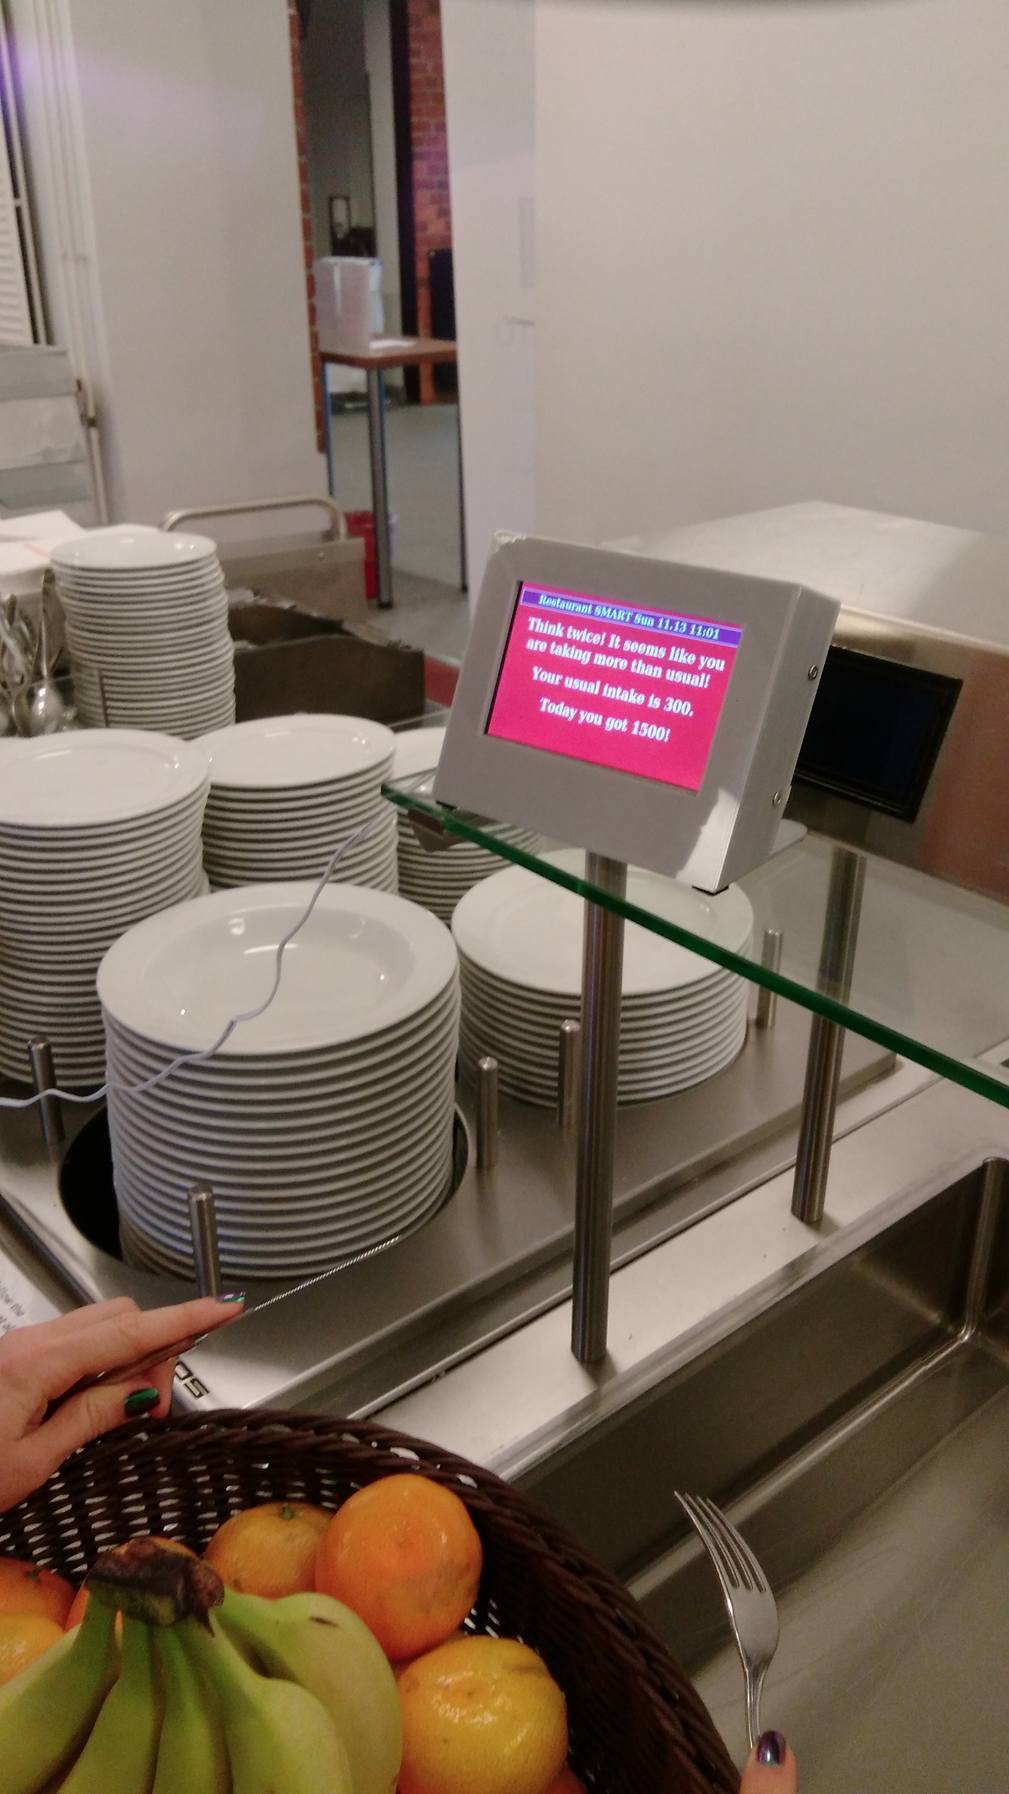 Restaurant SMART Sun 11.13 11:01
Think twice! It seems like you
are taking more than usual!
Your usual intake is 300,
Today you got 1500!